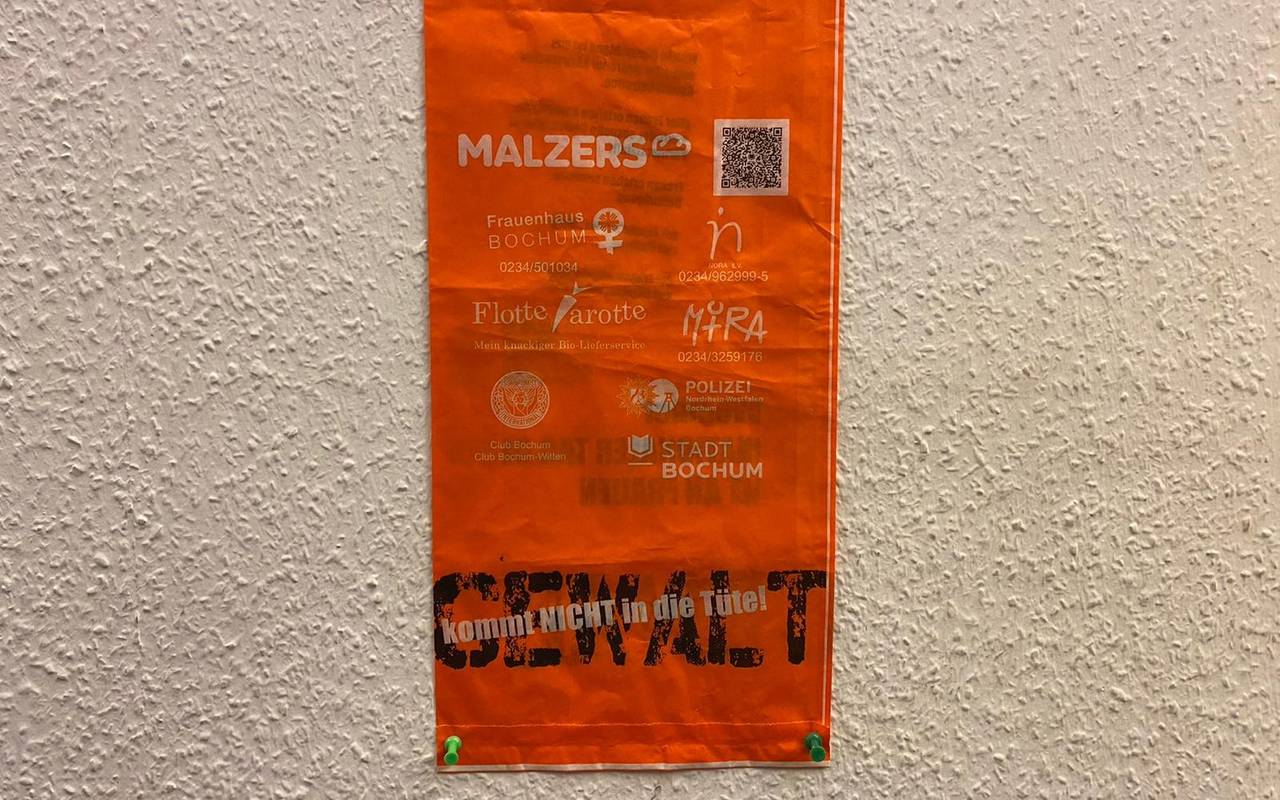 MALZERS
Frauenhaus
BOCHUM
0234/501034
NORA e.V.
0234/962999-5
Flotte Karotte
Mein knackiger Bio-Lieferservice
MIRA
0234/3259176
Club Bochum
Club Bochum-Witten
POLIZEI
Nordrhein-Westfalen
Bochum
STADT
BOCHUM
GEWALT
kommt NICHT in die Tüte!